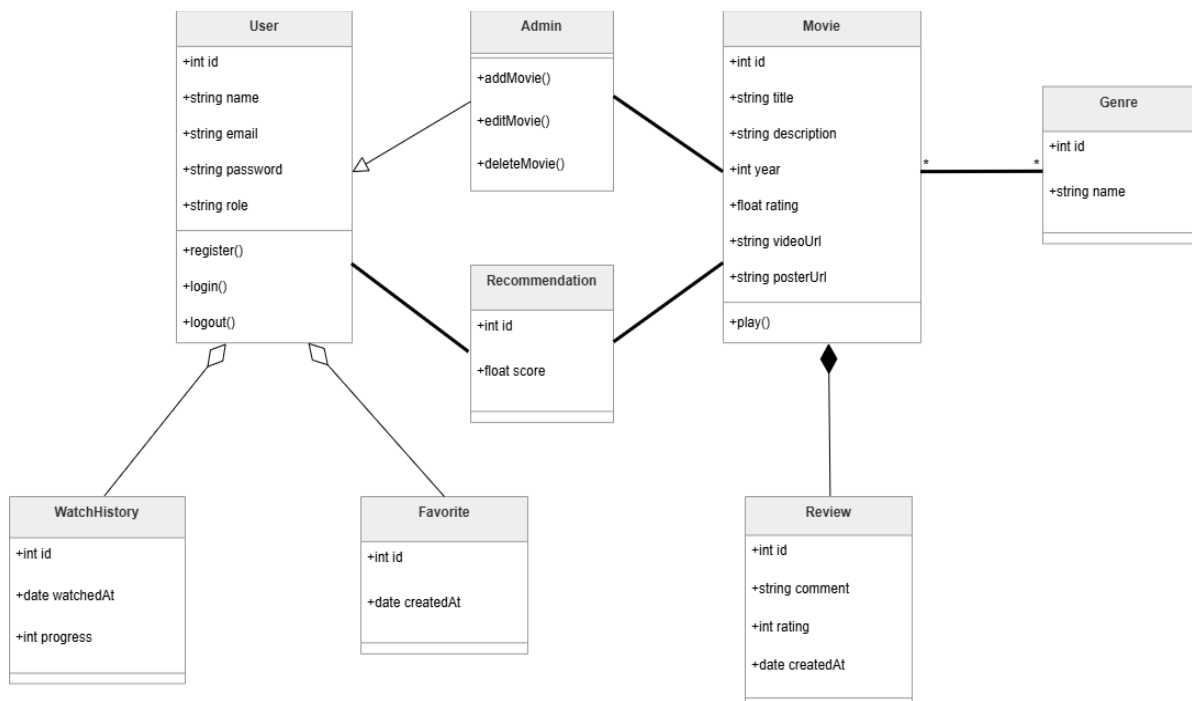 User
+int id
+string name
+string email
+string password
+string role
+register()
+login()
+logout()
Admin
+addMovie()
+editMovie()
+deleteMovie()
Movie
+int id
+string title
+string description
+int year
+float rating
+string videoUrl
+string posterUrl
+play()
*
*
Genre
+int id
+string name
Recommendation
+int id
+float score
WatchHistory
+int id
+date watchedAt
+int progress
Favorite
+int id
+date createdAt
Review
+int id
+string comment
+int rating
+date createdAt